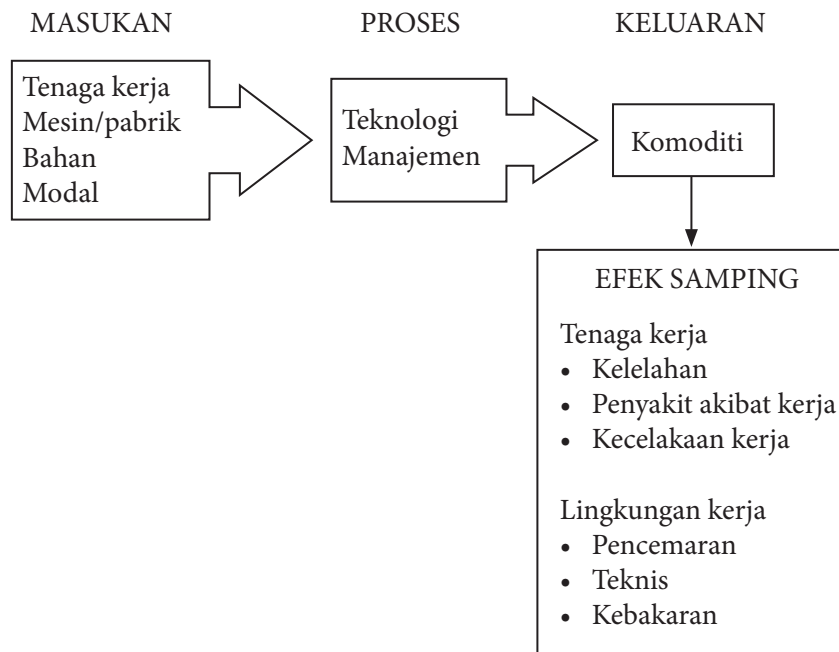 MASUKAN
PROSES
KELUARAN
Tenaga kerja
Mesin/pabrik
Bahan
Modal
Teknologi
Manajemen
Komoditi
EFEK SAMPING
Tenaga kerja
• Kelelahan
• Penyakit akibat kerja
• Kecelakaan kerja
Lingkungan kerja
• Pencemaran
• Teknis
• Kebakaran